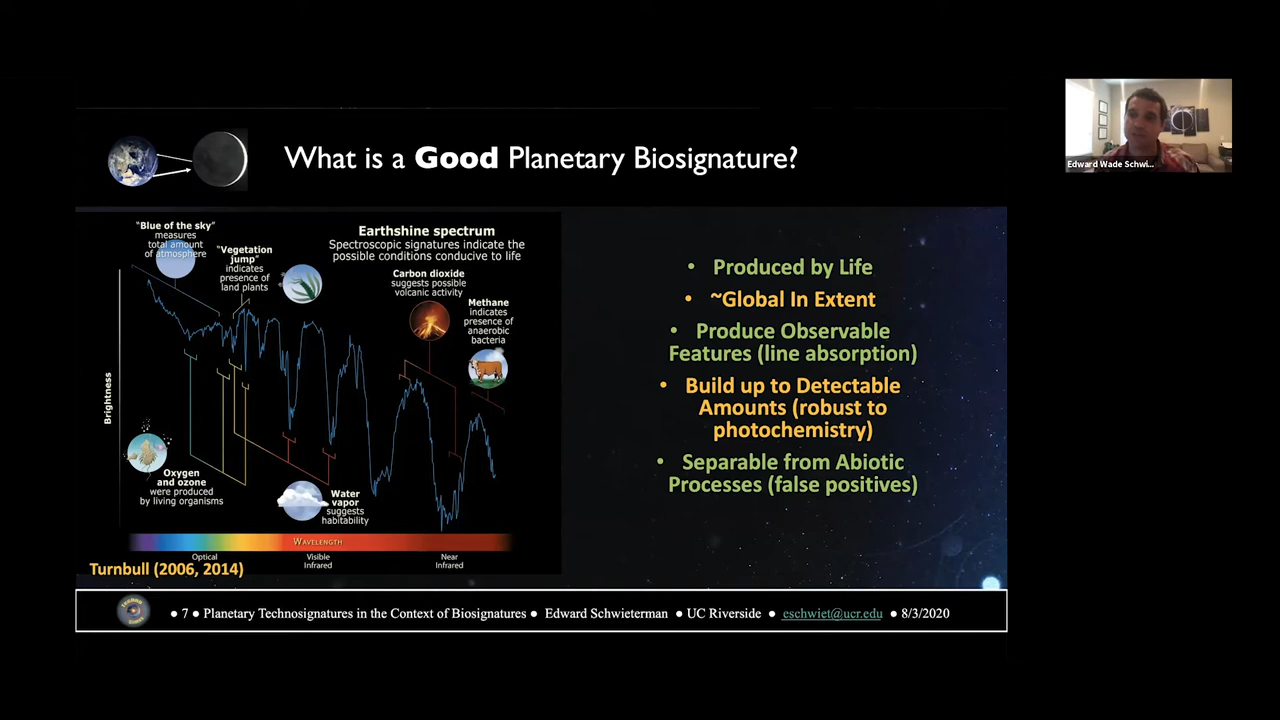 What is a Good Planetary Biosignature?
Edward Wade Schwi...
"Blue of the sky"
measures
total amount
of atmosphere
"Vegetation
jump"
indicates
presence of
land plants
Earthshine spectrum
Spectroscopic signatures indicate the
possible conditions conducive to life
Carbon dioxide
suggests possible
volcanic activity
Methane
indicates
presence of
anaerobic
bacteria
Brightness
Oxygen
and ozone
were produced
by living organisms
Water
vapor
suggests
habitability
WAVELENGTH
Optical
Visible
Infrared
Near
Infrared
Turnbull (2006, 2014)
• Produced by Life
• ~Global In Extent
• Produce Observable
Features (line absorption)
• Build up to Detectable
Amounts (robust to
photochemistry)
• Separable from Abiotic
Processes (false positives)
● 7 ● Planetary Technosignatures in the Context of Biosignatures ● Edward Schwieterman ● UC Riverside ● eschwiet@ucr.edu ● 8/3/2020